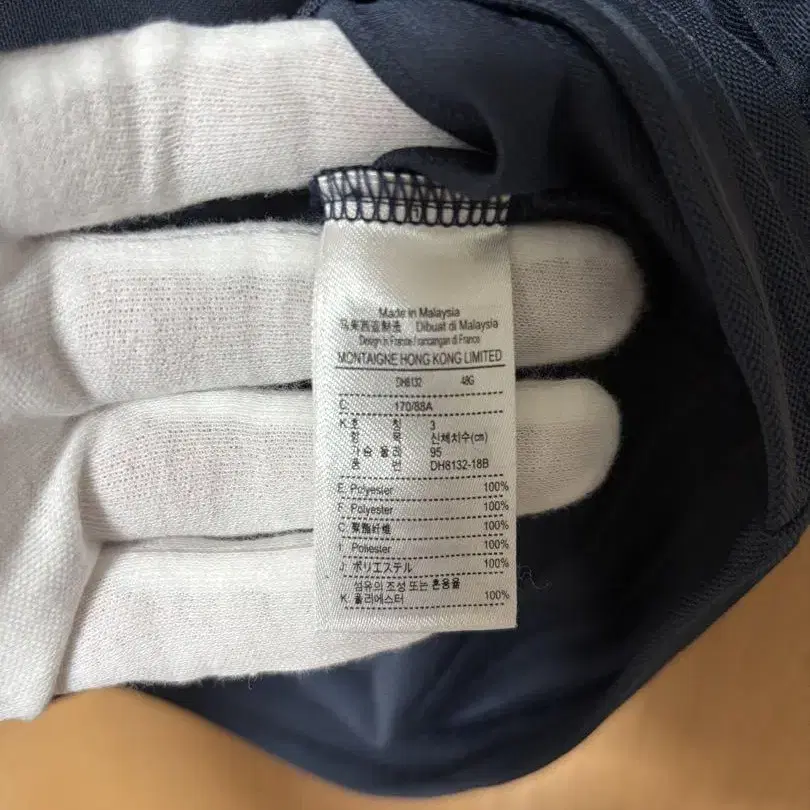 Made in Malaysia
马来西亚制造 Dibuat di Malaysia
Design in France / rancangan di France
MONTAIGNE HONG KONG LIMITED
DH8132 48G
C. 170/88A
K. 호 칭 3
항 목 신체치수(㎝)
가슴 둘레 95
품 번 DH8132-18B
E. Polyester 100%
F. Polyester 100%
C. 聚酯纤维 100%
I. Poliester 100%
J. ポリエステル 100%
섬유의 조성 또는 혼용율
K. 폴리에스터 100%